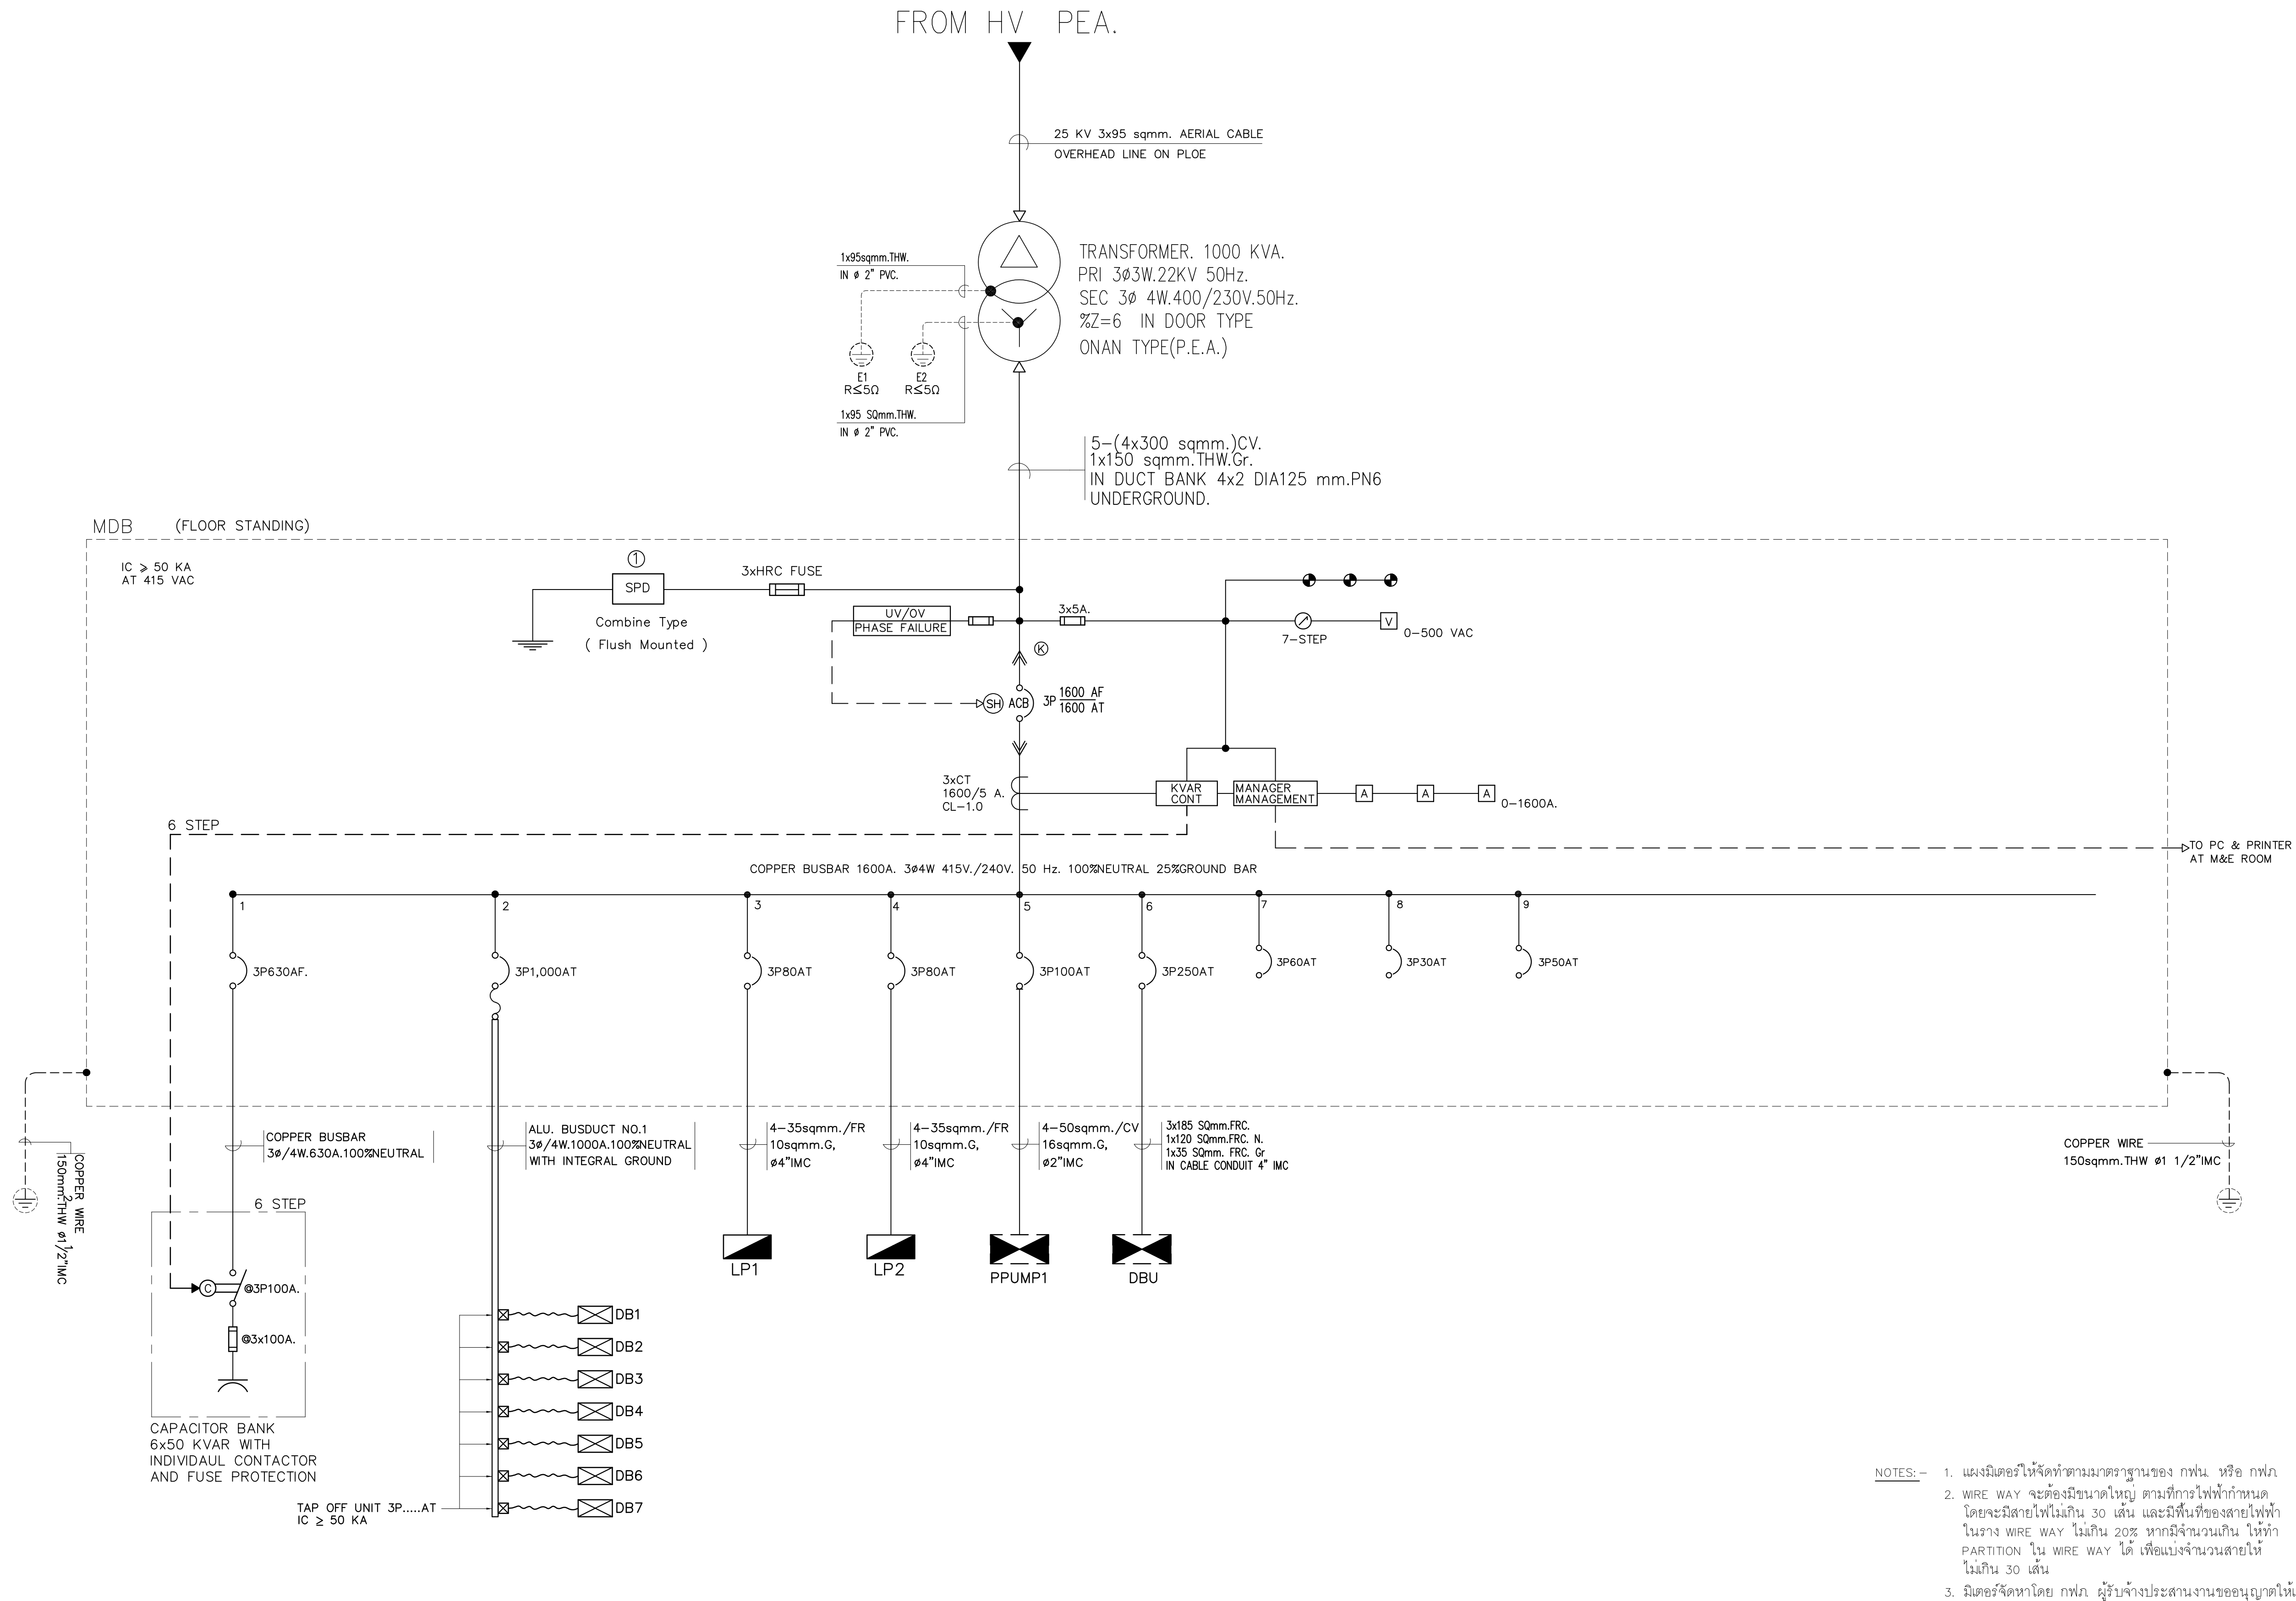 FROM HV PEA.
25 KV 3x95 sqmm. AERIAL CABLE
OVERHEAD LINE ON PLOE
1x95sqmm.THW.
IN ø 2" PVC.
TRANSFORMER. 1000 KVA.
PRI 3ø3W.22KV 50Hz.
SEC 3ø 4W.400/230V.50Hz.
%Z=6 IN DOOR TYPE
ONAN TYPE(P.E.A.)
E1
R≤5Ω
E2
R≤5Ω
1x95 SQmm.THW.
IN ø 2" PVC.
5-(4x300 sqmm.)CV.
1x150 sqmm.THW.Gr.
IN DUCT BANK 4x2 DIA125 mm.PN6
UNDERGROUND.
MDB (FLOOR STANDING)
IC ⩾ 50 KA
AT 415 VAC
1
SPD
Combine Type
( Flush Mounted )
3xHRC FUSE
UV/OV
PHASE FAILURE
3x5A.
7-STEP
V
0-500 VAC
K
SH
ACB
3P 1600 AF
1600 AT
3xCT
1600/5 A.
CL-1.0
KVAR
CONT
MANAGER
MANAGEMENT
A
A
A
0-1600A.
6 STEP
TO PC & PRINTER
AT M&E ROOM
COPPER BUSBAR 1600A. 3ø4W 415V./240V. 50 Hz. 100%NEUTRAL 25%GROUND BAR
1
2
3
4
5
6
7
8
9
3P630AF.
3P1,000AT
3P80AT
3P80AT
3P100AT
3P250AT
3P60AT
3P30AT
3P50AT
COPPER BUSBAR
3ø/4W.630A.100%NEUTRAL
ALU. BUSDUCT NO.1
3ø/4W.1000A.100%NEUTRAL
WITH INTEGRAL GROUND
4-35sqmm./FR
10sqmm.G,
ø4"IMC
4-35sqmm./FR
10sqmm.G,
ø4"IMC
4-50sqmm./CV
16sqmm.G,
ø2"IMC
3x185 SQmm.FRC.
1x120 SQmm.FRC. N.
1x35 SQmm. FRC. Gr
IN CABLE CONDUIT 4" IMC
COPPER WIRE
150mm.²THW ø1 1/2"IMC
COPPER WIRE
150sqmm.THW ø1 1/2"IMC
6 STEP
C
@3P100A.
@3x100A.
CAPACITOR BANK
6x50 KVAR WITH
INDIVIDAUL CONTACTOR
AND FUSE PROTECTION
LP1
LP2
PPUMP1
DBU
DB1
DB2
DB3
DB4
DB5
DB6
DB7
TAP OFF UNIT 3P.....AT
IC ≥ 50 KA
NOTES:- 1. แผงมิเตอร์ให้จัดทำตามมาตราฐานของ กฟน. หรือ กฟภ
2. WIRE WAY จะต้องมีขนาดใหญ่ ตามที่การไฟฟ้ากำหนด
โดยจะมีสายไฟไม่เกิน 30 เส้น และมีพื้นที่ของสายไฟฟ้า
ในราง WIRE WAY ไม่เกิน 20% หากมีจำนวนเกิน ให้ทำ
PARTITION ใน WIRE WAY ได้ เพื่อแบ่งจำนวนสายให้
ไม่เกิน 30 เส้น
3. มิเตอร์จัดหาโดย กฟภ. ผู้รับจ้างประสานงานขออนุญาตให้